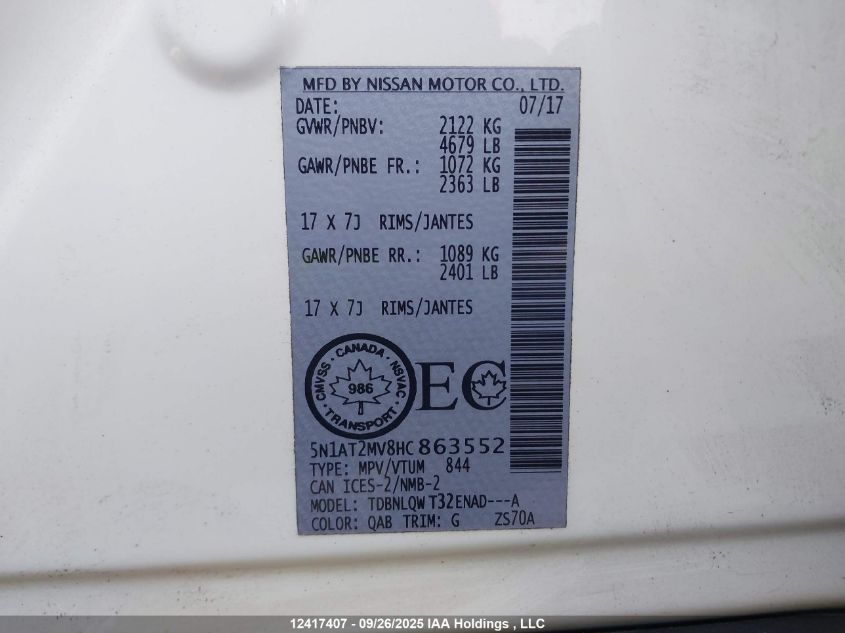 MFD BY NISSAN MOTOR CO., LTD.
DATE: 07/17
GVWR/PNBV: 2122 KG
4679 LB
GAWR/PNBE FR.: 1072 KG
2363 LB
17 X 7J RIMS/JANTES
GAWR/PNBE RR.: 1089 KG
2401 LB
17 X 7J RIMS/JANTES
CMVSS · CANADA · NSVAC · TRANSPORT ·
986
EC
5N1AT2MV8HC863552
TYPE: MPV/VTUM 844
CAN ICES-2/NMB-2
MODEL: TDBNLQW T32ENAD---A
COLOR: QAB TRIM: G ZS70A
12417407 - 09/26/2025 IAA Holdings , LLC